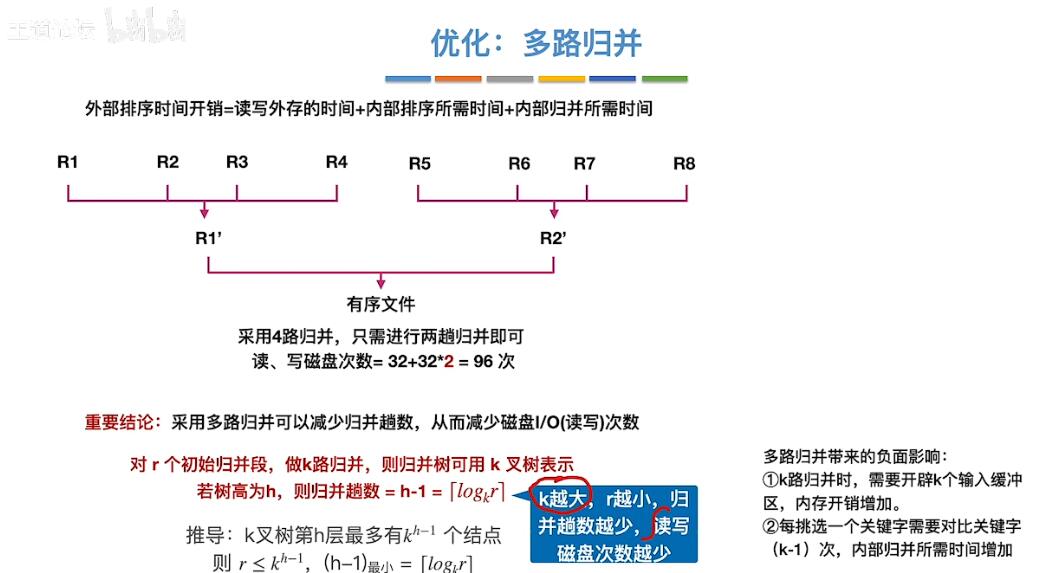 王道论坛 bilibili
优化：多路归并
外部排序时间开销=读写外存的时间+内部排序所需时间+内部归并所需时间
R1 R2 R3 R4 R5 R6 R7 R8
R1’ R2’
有序文件
采用4路归并，只需进行两趟归并即可
读、写磁盘次数= 32+32*2 = 96 次
重要结论：采用多路归并可以减少归并趟数，从而减少磁盘I/O(读写)次数
对 r 个初始归并段，做k路归并，则归并树可用 k 叉树表示
若树高为h，则归并趟数 = h-1 = ⌈logₖr⌉
k越大，r越小，归
并趟数越少，读写
磁盘次数越少
推导：k叉树第h层最多有kʰ⁻¹ 个结点
则 r ≤ kʰ⁻¹，(h−1)最小 = ⌈logₖr⌉
多路归并带来的负面影响：
①k路归并时，需要开辟k个输入缓冲
区，内存开销增加。
②每挑选一个关键字需要对比关键字
（k-1）次，内部归并所需时间增加